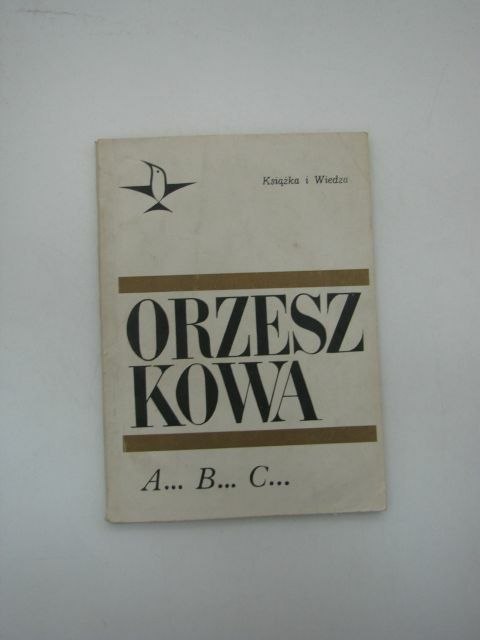 Książka i Wiedza
ORZESZ
KOWA
A... B... C...